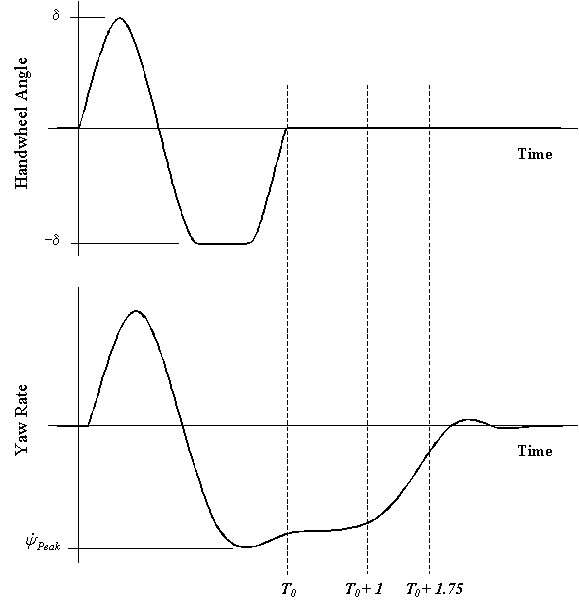 δ
Handwheel Angle
Time
−δ
Yaw Rate
Time
ψ̇Peak
T0
T0+ 1
T0+ 1.75